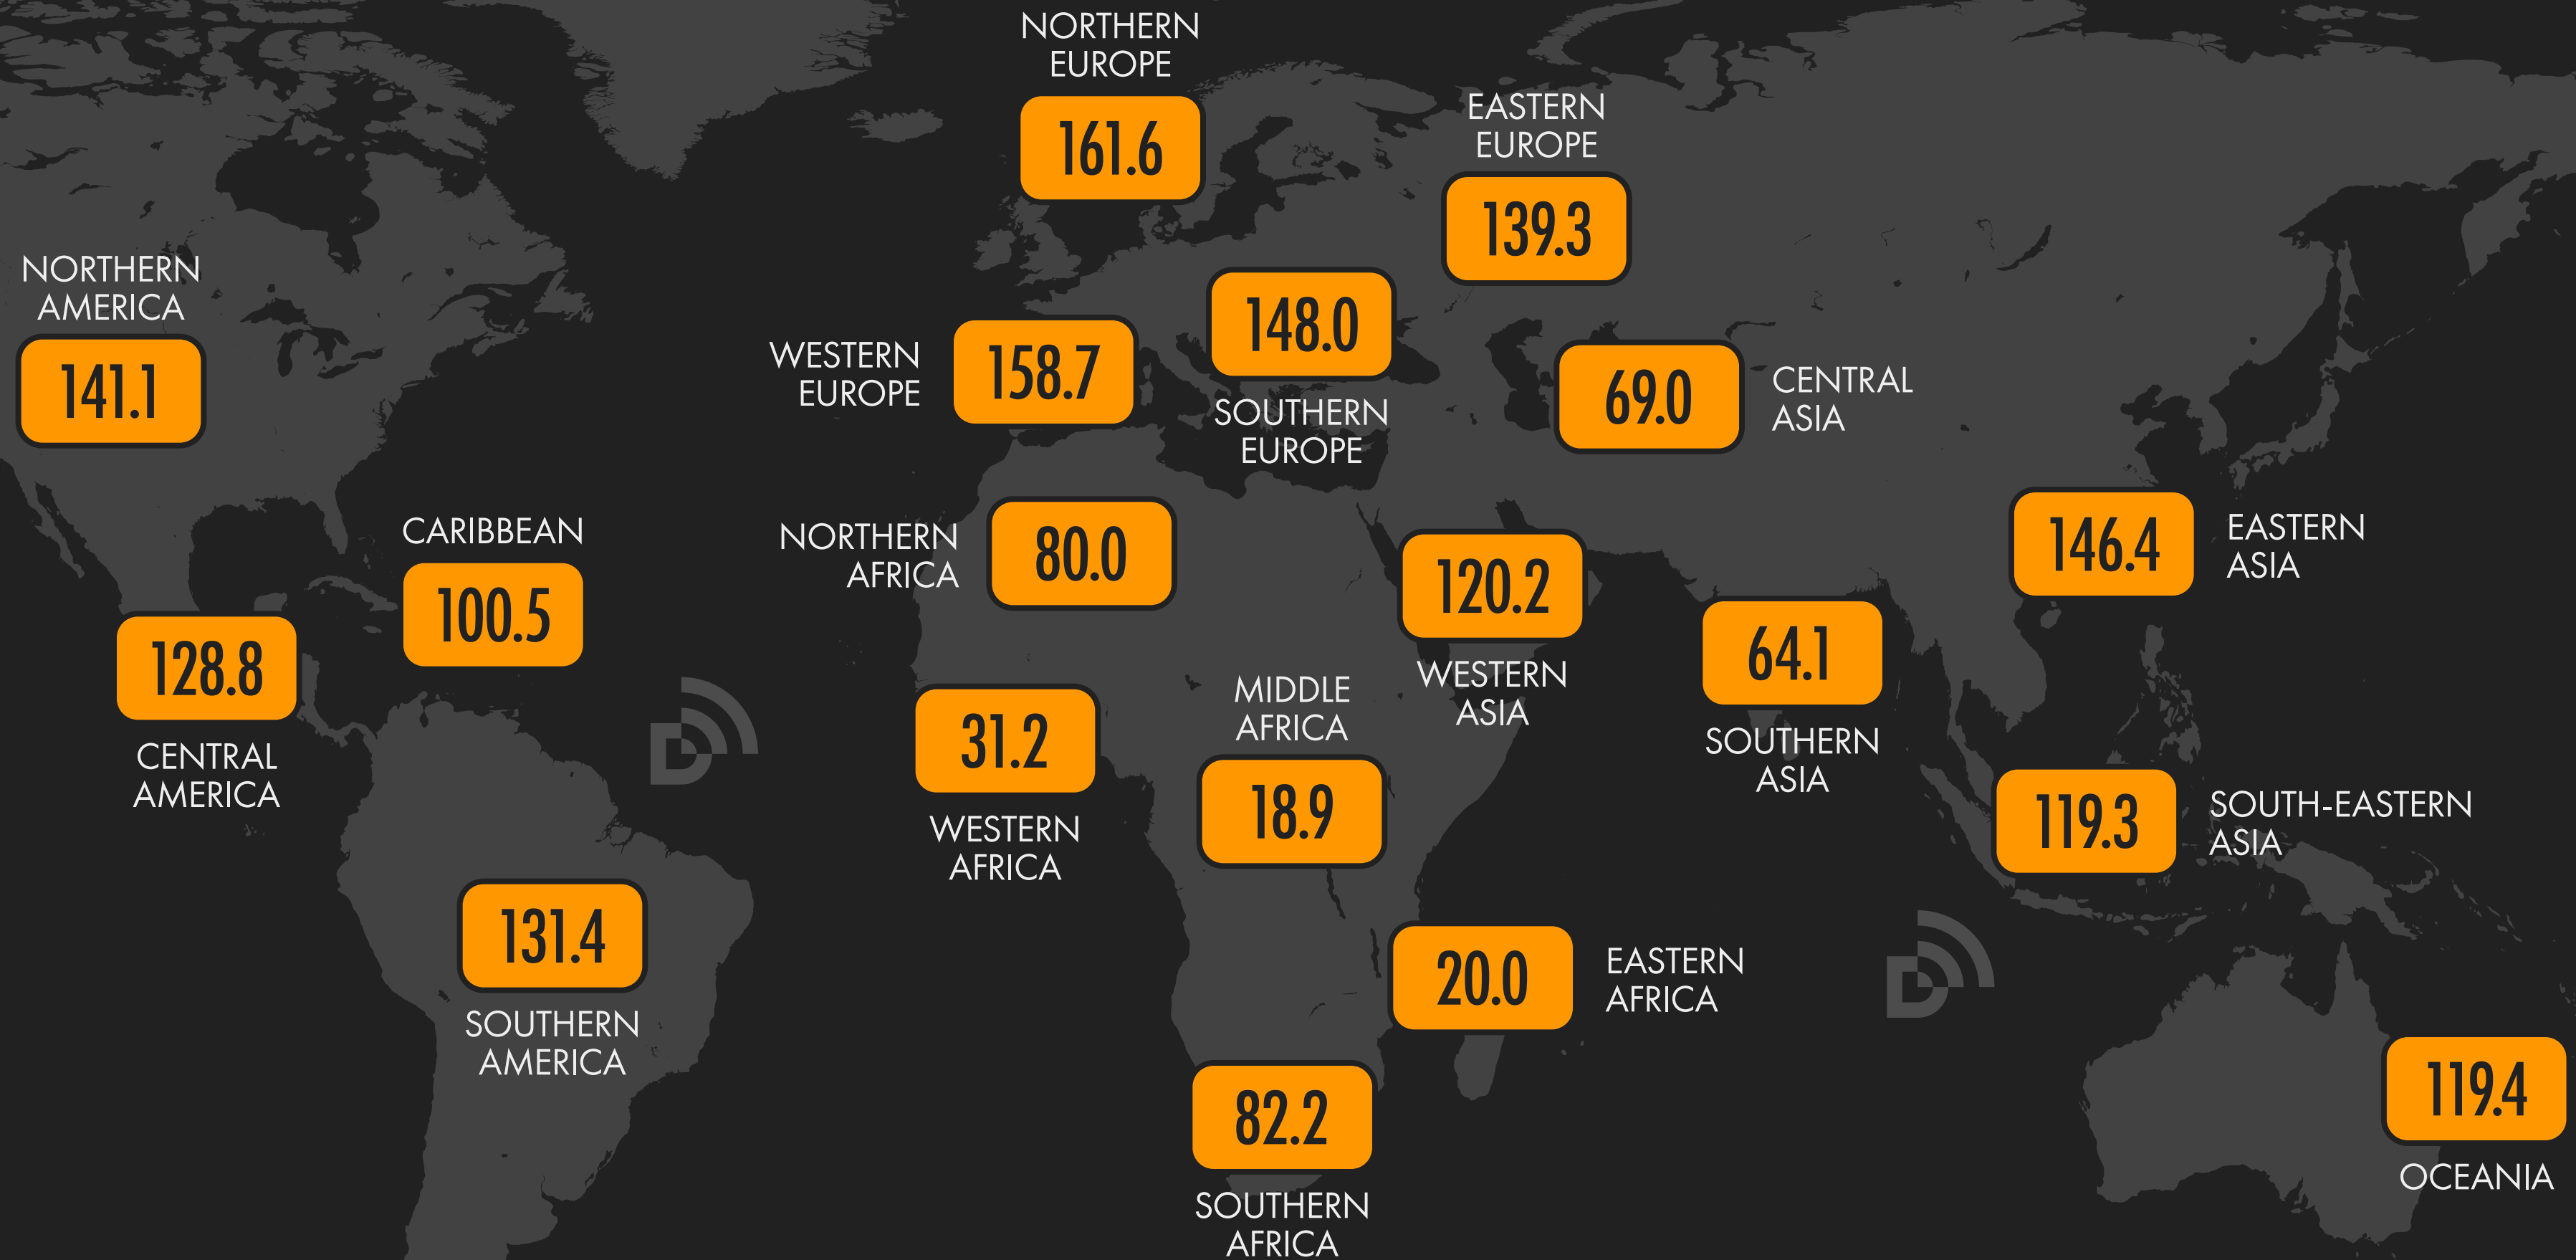 NORTHERN
EUROPE
161.6
EASTERN
EUROPE
139.3
NORTHERN
AMERICA
141.1
WESTERN
EUROPE
158.7
148.0
SOUTHERN
EUROPE
69.0
CENTRAL
ASIA
CARIBBEAN
100.5
NORTHERN
AFRICA
80.0
120.2
WESTERN
ASIA
146.4
EASTERN
ASIA
128.8
CENTRAL
AMERICA
31.2
WESTERN
AFRICA
MIDDLE
AFRICA
18.9
64.1
SOUTHERN
ASIA
119.3
SOUTH-EASTERN
ASIA
131.4
SOUTHERN
AMERICA
20.0
EASTERN
AFRICA
82.2
SOUTHERN
AFRICA
119.4
OCEANIA